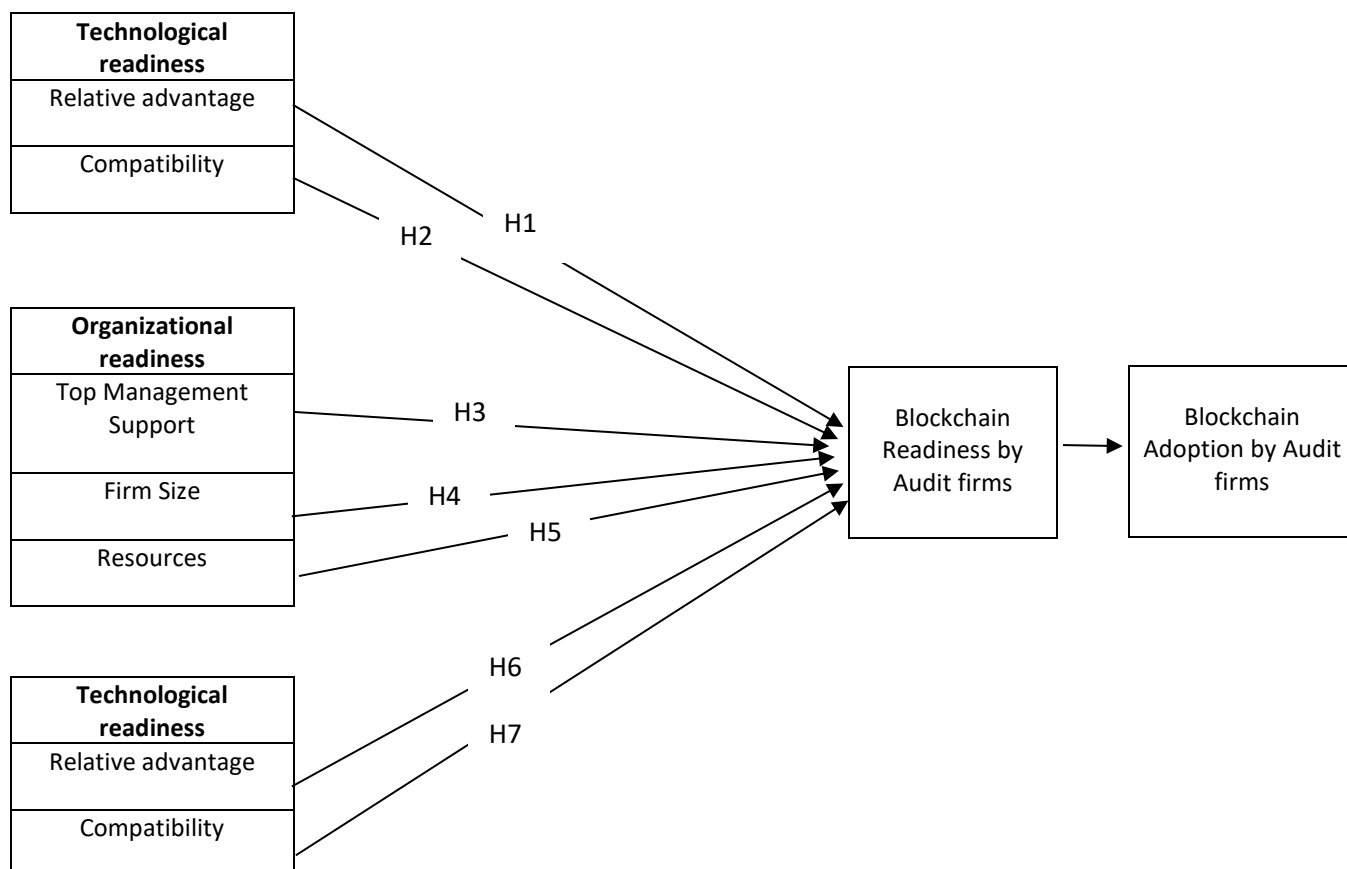 Technological
readiness
Relative advantage
Compatibility
H1
H2
Organizational
readiness
Top Management
Support
Firm Size
Resources
H3
H4
H5
Blockchain
Readiness by
Audit firms
Blockchain
Adoption by Audit
firms
Technological
readiness
Relative advantage
Compatibility
H6
H7